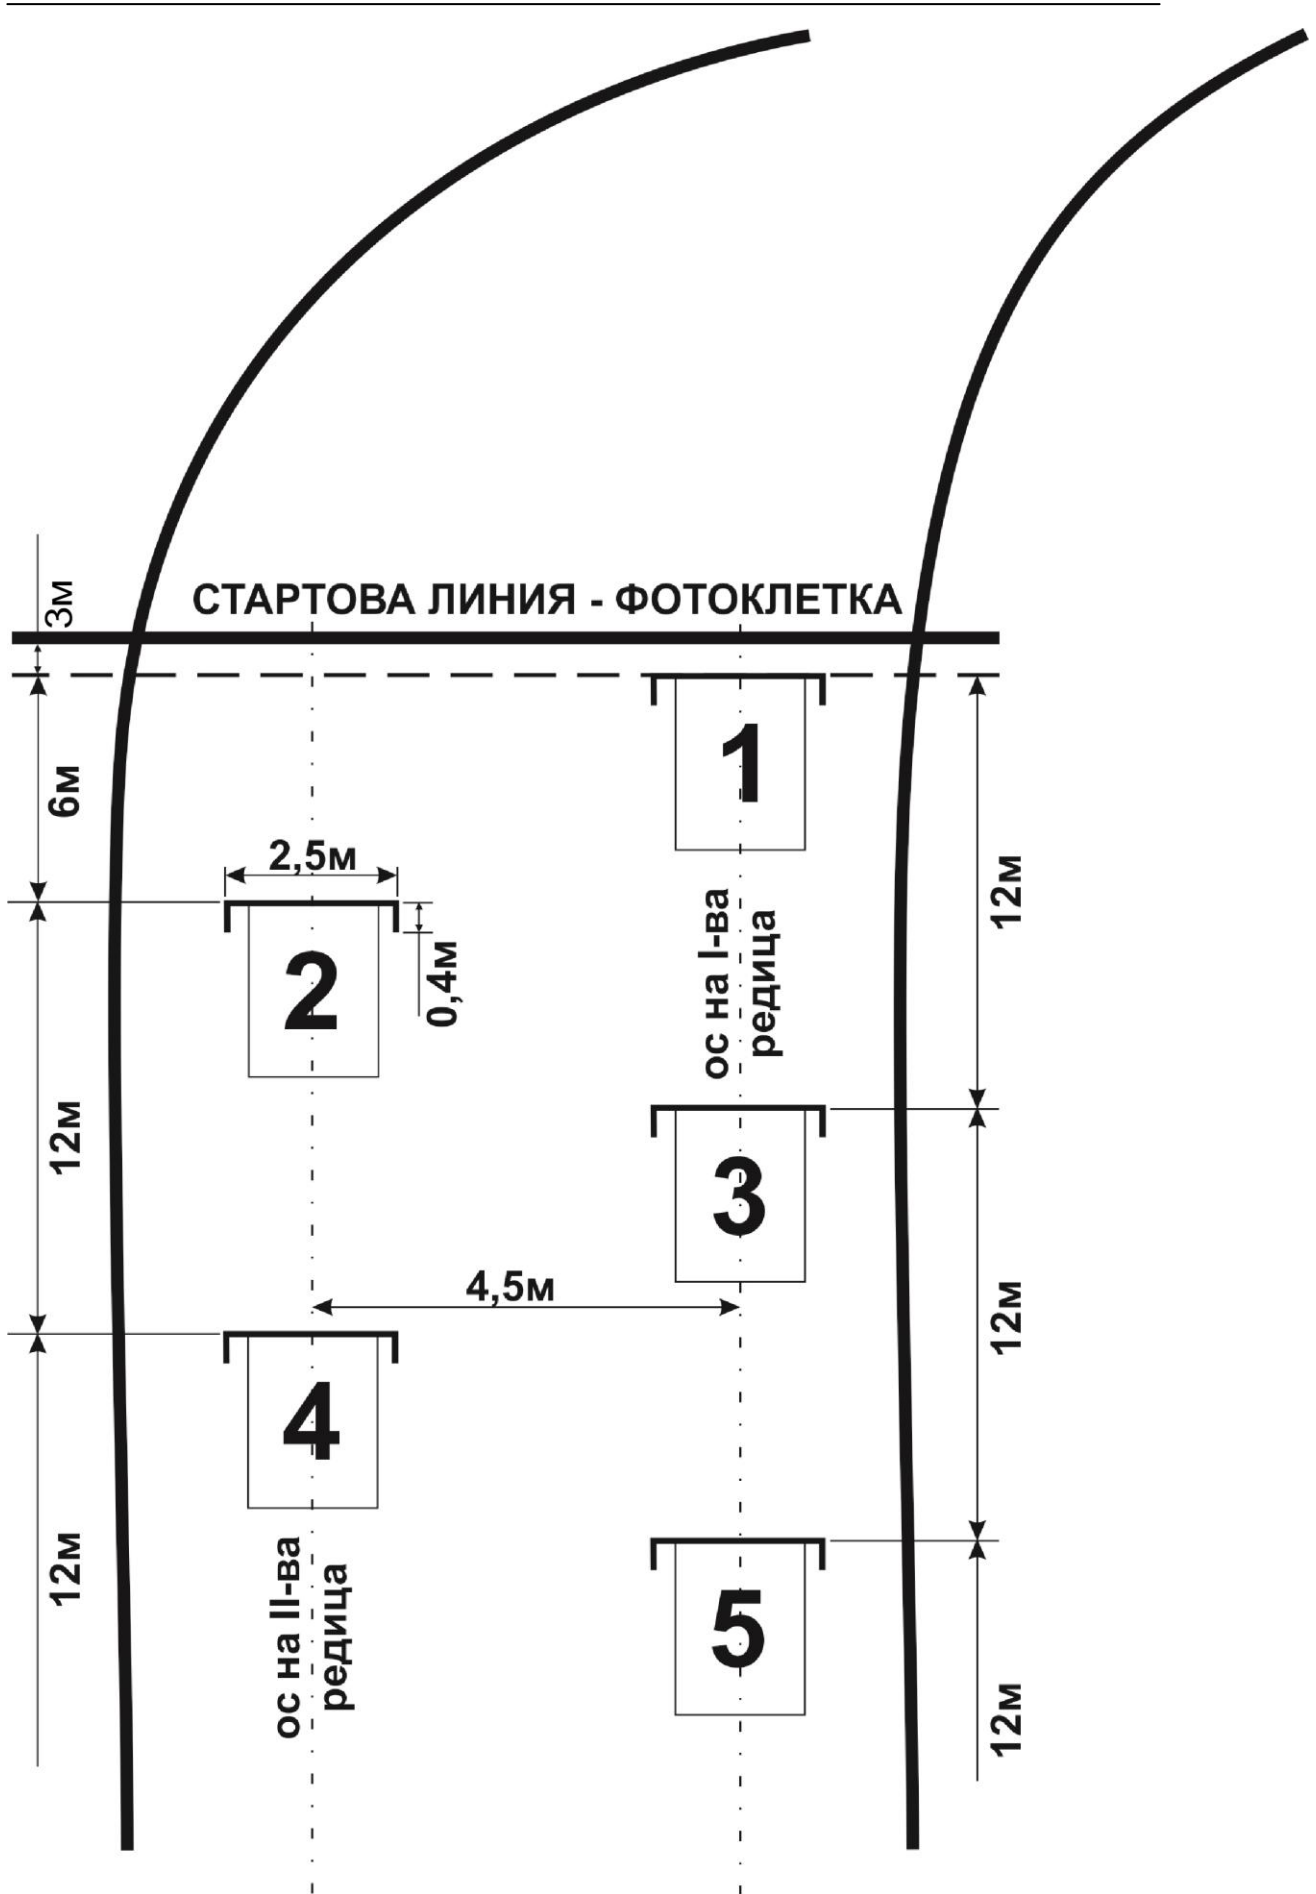 3м
СТАРТОВА ЛИНИЯ - ФОТОКЛЕТКА
1
6м
2,5м
12м
2
0,4м
ос на I-ва
редица
12м
3
4,5м
12м
4
5
12м
ос на II-ва
редица
12м